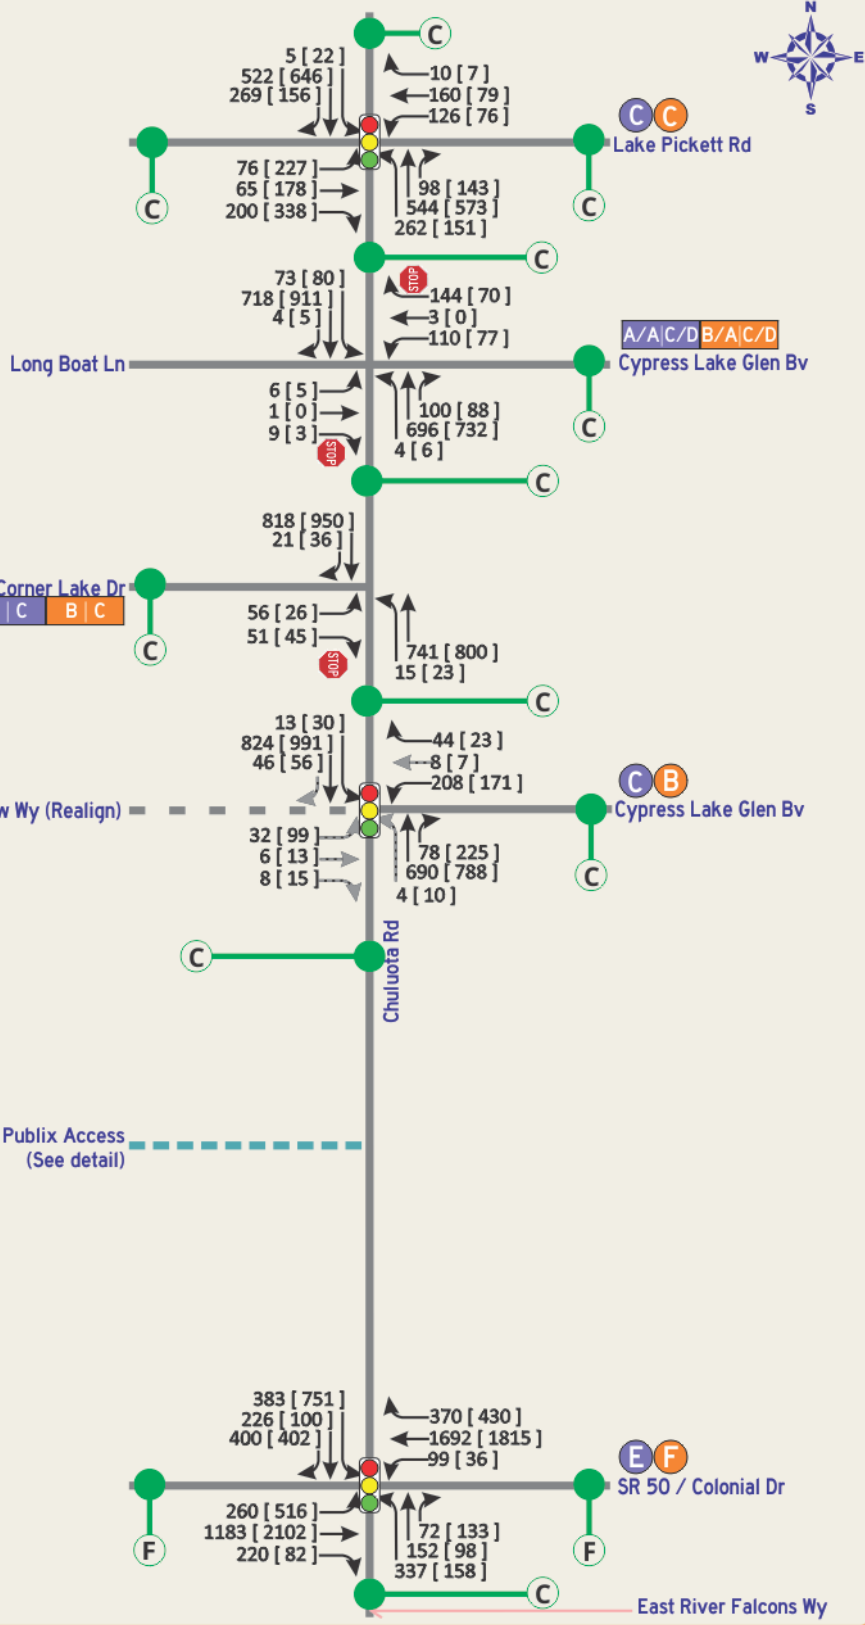 N
W E
S
C
5 [ 22 ]
522 [ 646 ]
269 [ 156 ]
10 [ 7 ]
160 [ 79 ]
126 [ 76 ]
C C
Lake Pickett Rd
C
C
76 [ 227 ]
65 [ 178 ]
200 [ 338 ]
98 [ 143 ]
544 [ 573 ]
262 [ 151 ]
C
73 [ 80 ]
718 [ 911 ]
4 [ 5 ]
STOP
144 [ 70 ]
3 [ 0 ]
110 [ 77 ]
A/A|C/D B/A|C/D
Long Boat Ln
Cypress Lake Glen Bv
6 [ 5 ]
1 [ 0 ]
9 [ 3 ]
STOP
100 [ 88 ]
696 [ 732 ]
4 [ 6 ]
C
C
818 [ 950 ]
21 [ 36 ]
Corner Lake Dr
| C B | C
C
56 [ 26 ]
51 [ 45 ]
STOP
741 [ 800 ]
15 [ 23 ]
C
13 [ 30 ]
824 [ 991 ]
46 [ 56 ]
44 [ 23 ]
8 [ 7 ]
208 [ 171 ]
C B
w Wy (Realign)
Cypress Lake Glen Bv
32 [ 99 ]
6 [ 13 ]
8 [ 15 ]
78 [ 225 ]
690 [ 788 ]
4 [ 10 ]
C
C
Chuluota Rd
Publix Access
(See detail)
383 [ 751 ]
226 [ 100 ]
400 [ 402 ]
370 [ 430 ]
1692 [ 1815 ]
99 [ 36 ]
E F
SR 50 / Colonial Dr
260 [ 516 ]
1183 [ 2102 ]
220 [ 82 ]
72 [ 133 ]
152 [ 98 ]
337 [ 158 ]
F
F
C
East River Falcons Wy